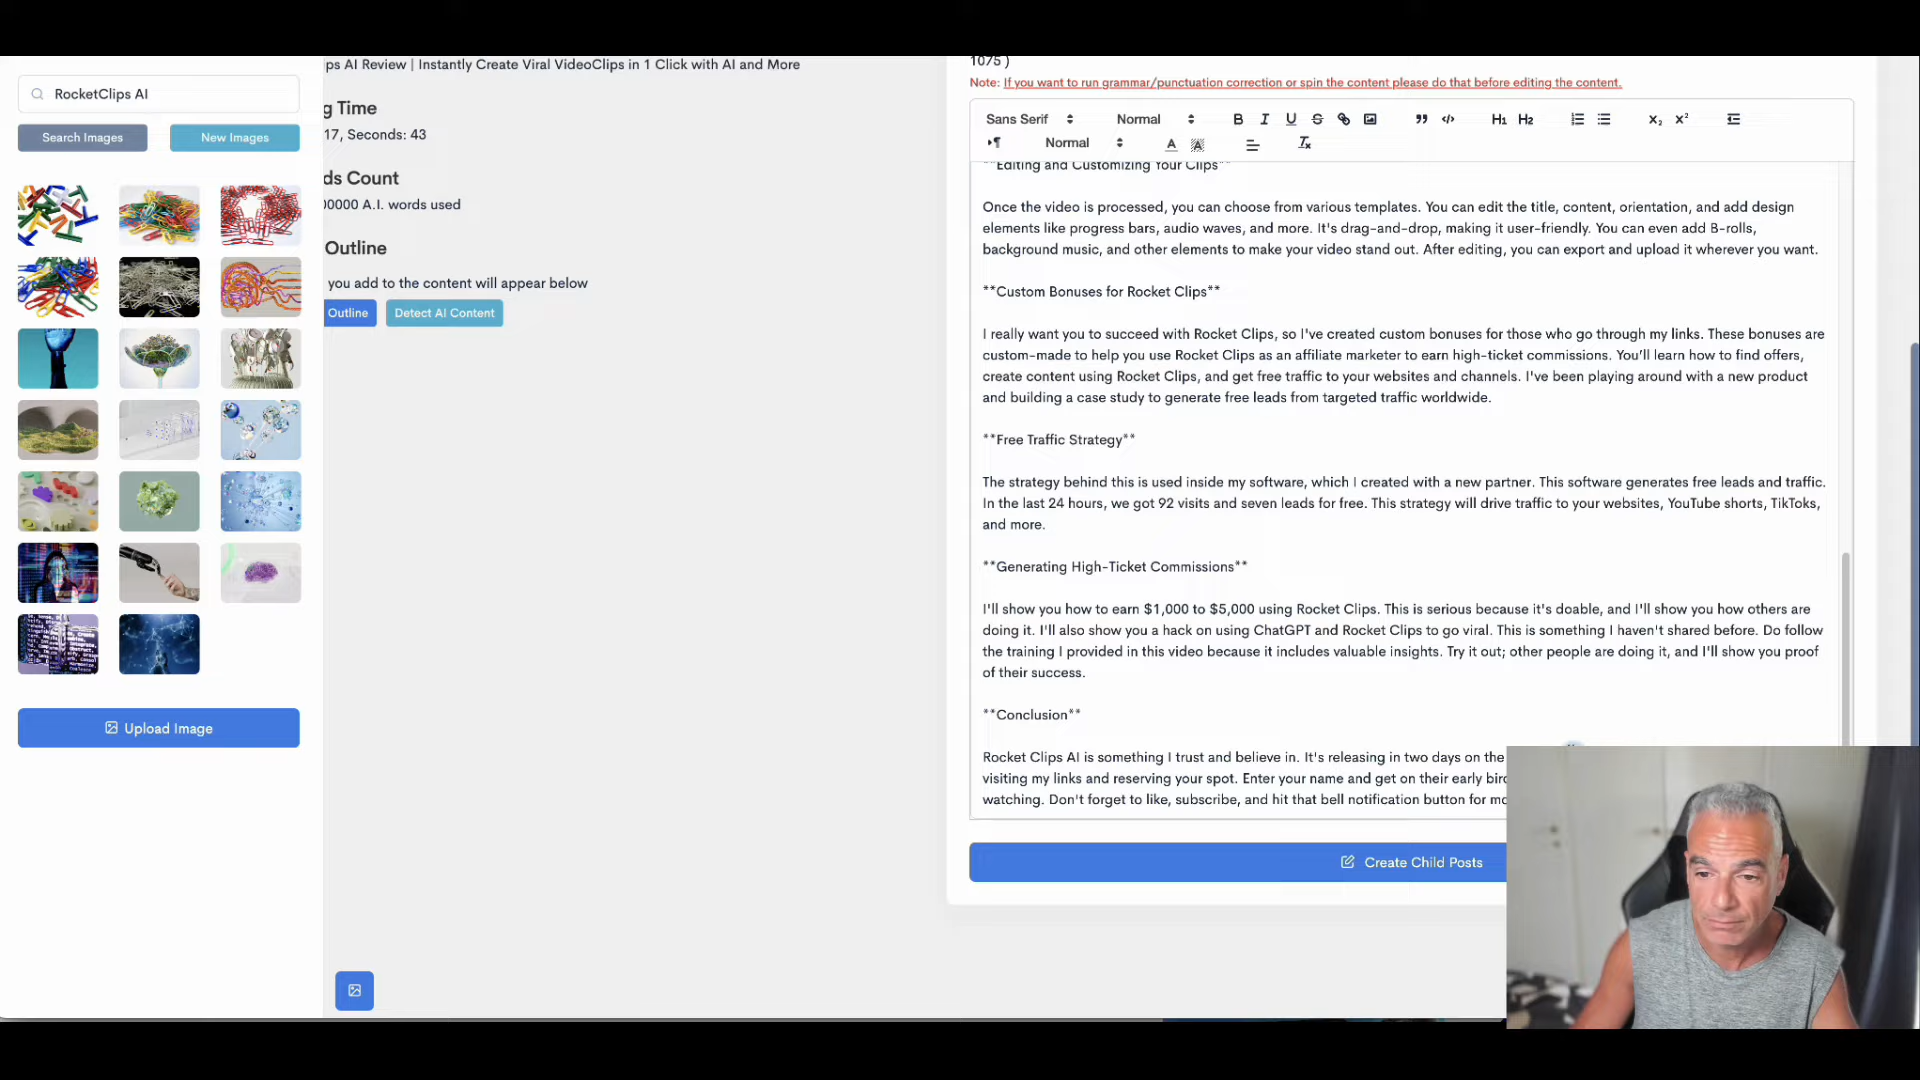 RocketClips AI
Search Images
New Images
Upload Image
ps AI Review | Instantly Create Viral VideoClips in 1 Click with AI and More
g Time
17, Seconds: 43
ds Count
00000 A.I. words used
Outline
you add to the content will appear below
Outline
Detect AI Content
1075 )
Note: If you want to run grammar/punctuation correction or spin the content please do that before editing the content.
Sans Serif
Normal
B I U S
H1 H2
X2 X2
Normal
A
**Editing and Customizing Your Clips**
Once the video is processed, you can choose from various templates. You can edit the title, content, orientation, and add design
elements like progress bars, audio waves, and more. It's drag-and-drop, making it user-friendly. You can even add B-rolls,
background music, and other elements to make your video stand out. After editing, you can export and upload it wherever you want.
**Custom Bonuses for Rocket Clips**
I really want you to succeed with Rocket Clips, so I've created custom bonuses for those who go through my links. These bonuses are
custom-made to help you use Rocket Clips as an affiliate marketer to earn high-ticket commissions. You'll learn how to find offers,
create content using Rocket Clips, and get free traffic to your websites and channels. I've been playing around with a new product
and building a case study to generate free leads from targeted traffic worldwide.
**Free Traffic Strategy**
The strategy behind this is used inside my software, which I created with a new partner. This software generates free leads and traffic.
In the last 24 hours, we got 92 visits and seven leads for free. This strategy will drive traffic to your websites, YouTube shorts, TikToks,
and more.
**Generating High-Ticket Commissions**
I'll show you how to earn $1,000 to $5,000 using Rocket Clips. This is serious because it's doable, and I'll show you how others are
doing it. I'll also show you a hack on using ChatGPT and Rocket Clips to go viral. This is something I haven't shared before. Do follow
the training I provided in this video because it includes valuable insights. Try it out; other people are doing it, and I'll show you proof
of their success.
**Conclusion**
Rocket Clips AI is something I trust and believe in. It's releasing in two days on the
visiting my links and reserving your spot. Enter your name and get on their early bird
watching. Don't forget to like, subscribe, and hit that bell notification button for mo
Create Child Posts